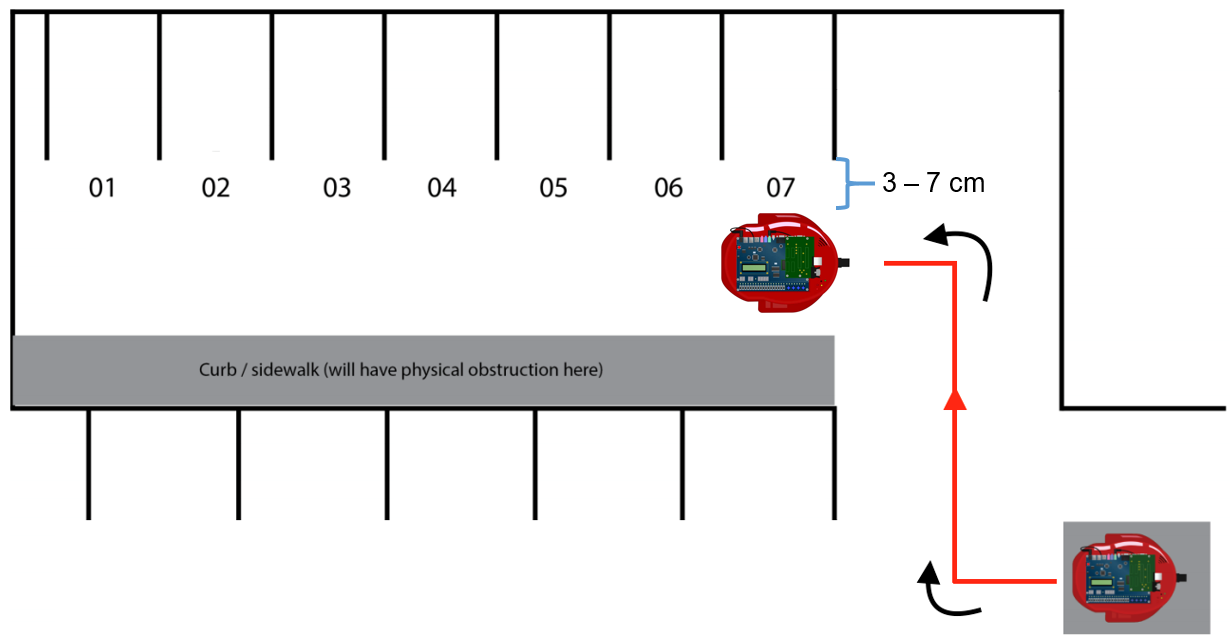 01 02 03 04 05 06 07
3 – 7 cm
Curb / sidewalk (will have physical obstruction here)